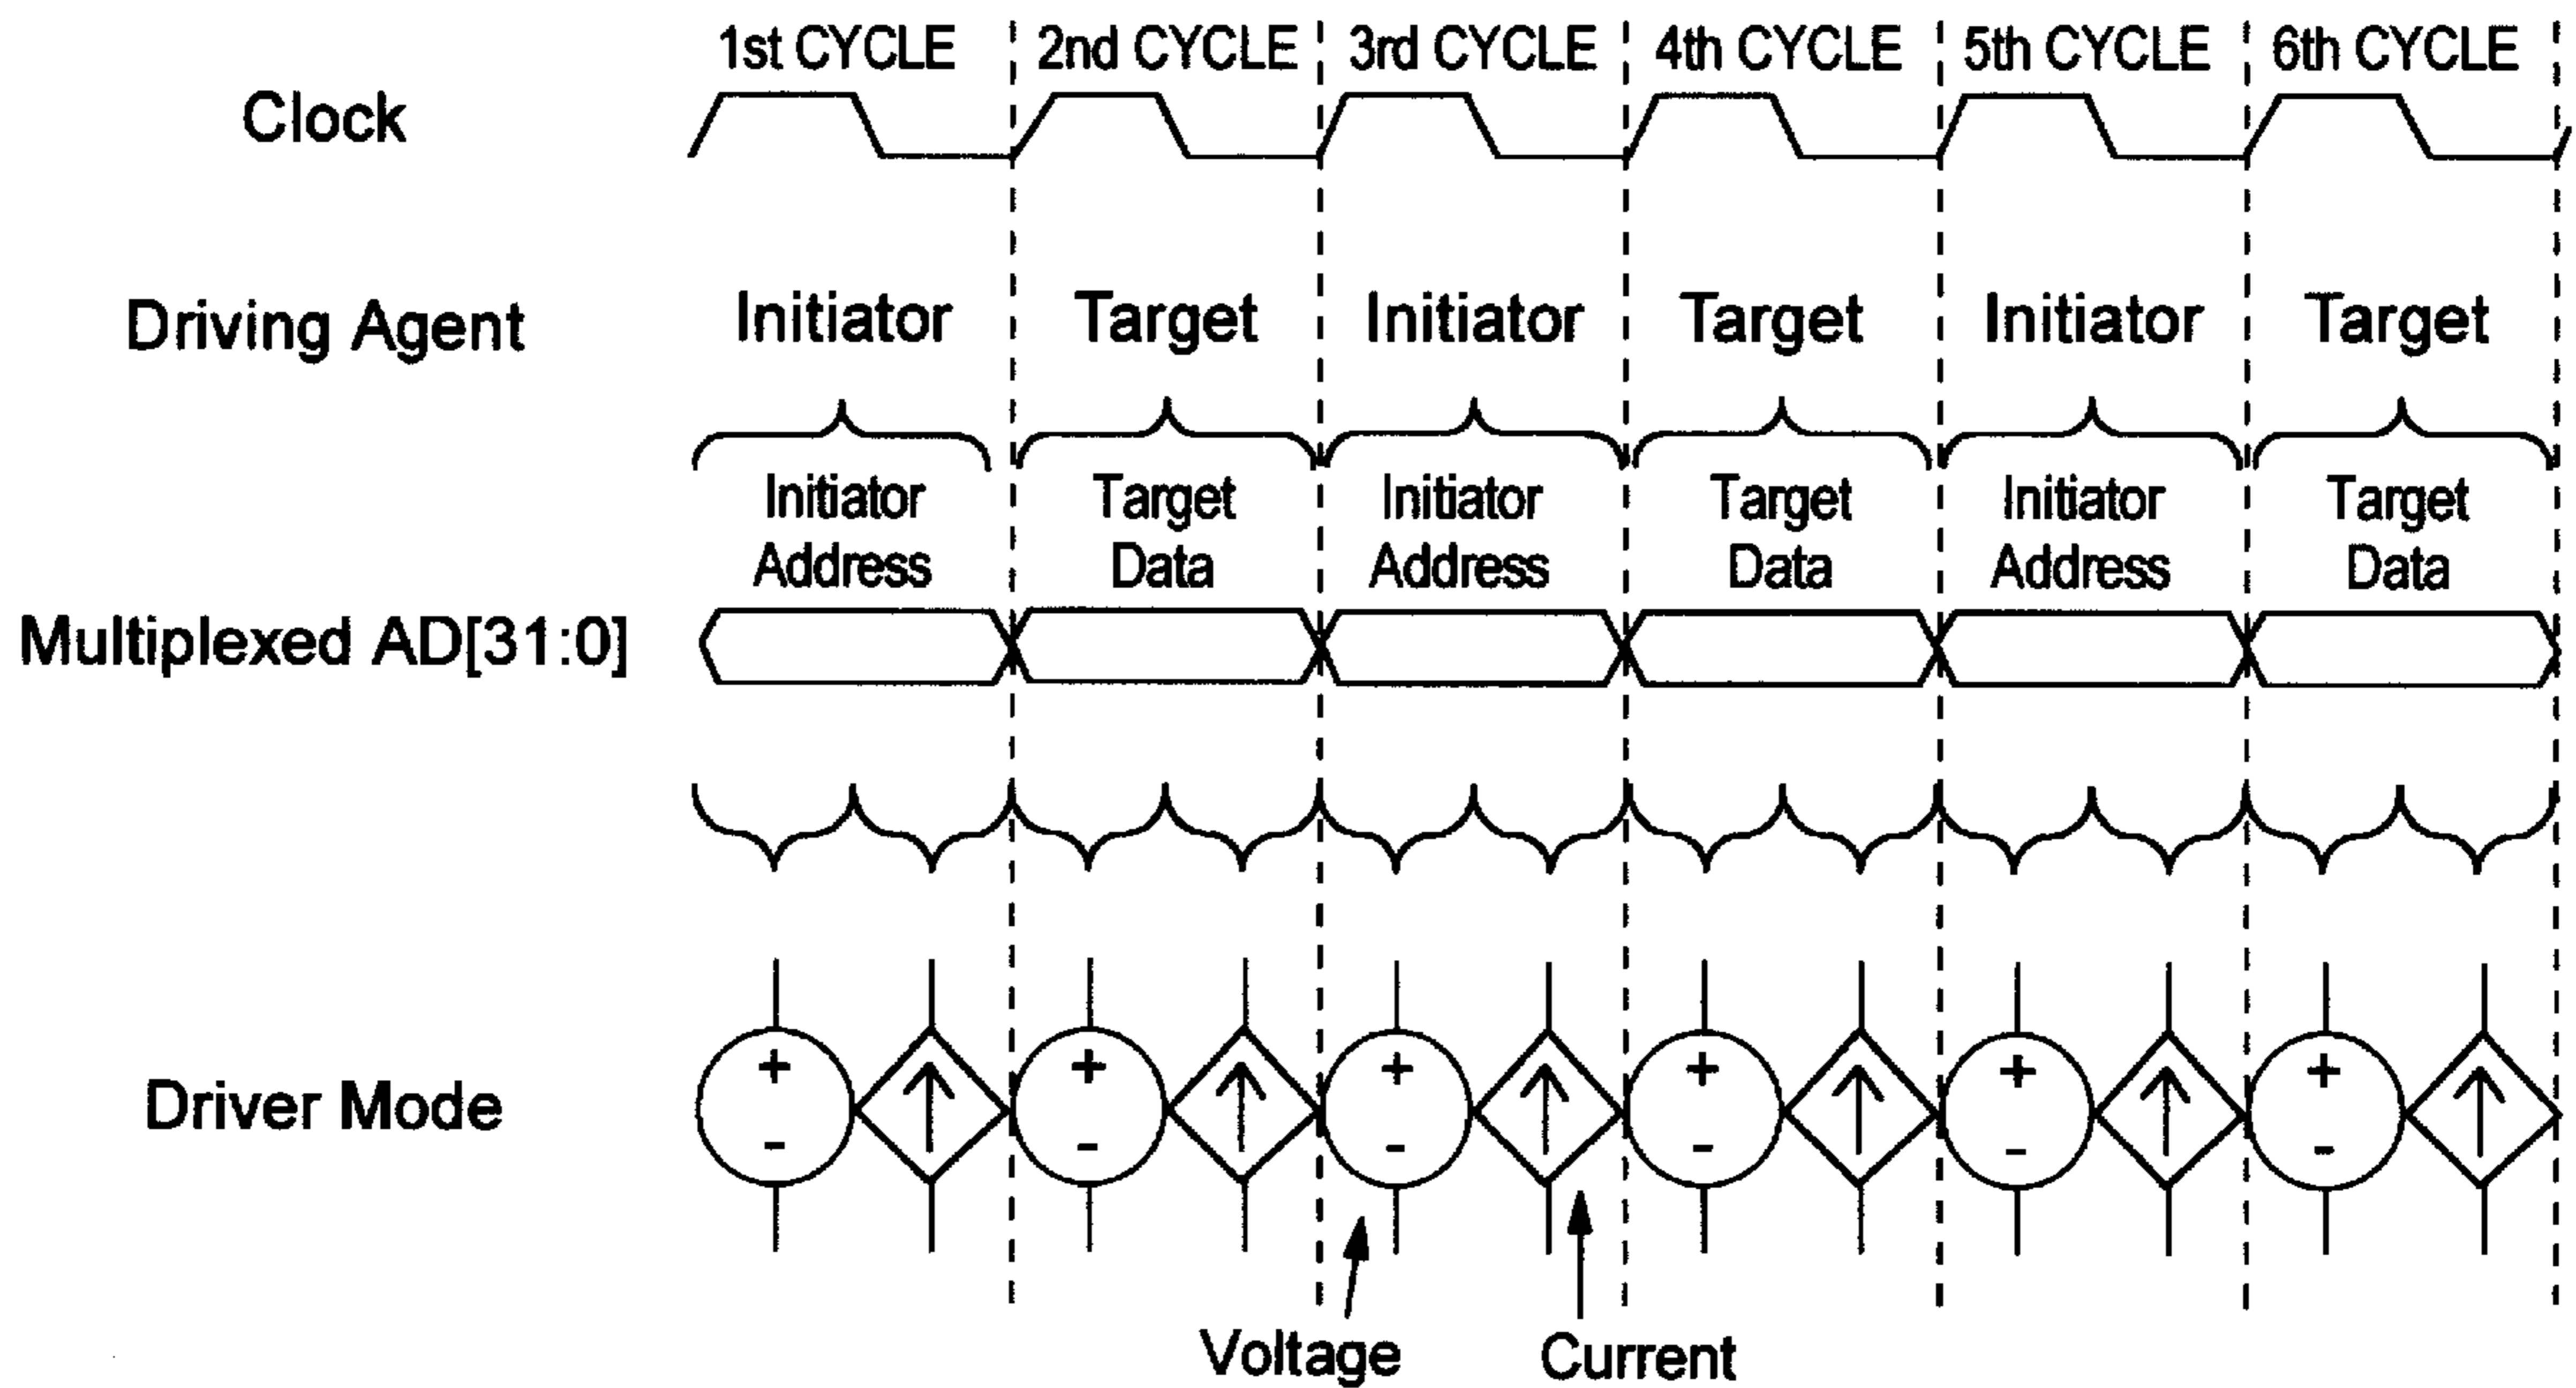 1st CYCLE 2nd CYCLE 3rd CYCLE 4th CYCLE 5th CYCLE 6th CYCLE
Clock
Driving Agent Initiator Target Initiator Target Initiator Target
Initiator Target Initiator Target Initiator Target
Address Data Address Data Address Data
Multiplexed AD[31:0]
+ + + + + +
Driver Mode
- - - - - -
Voltage Current